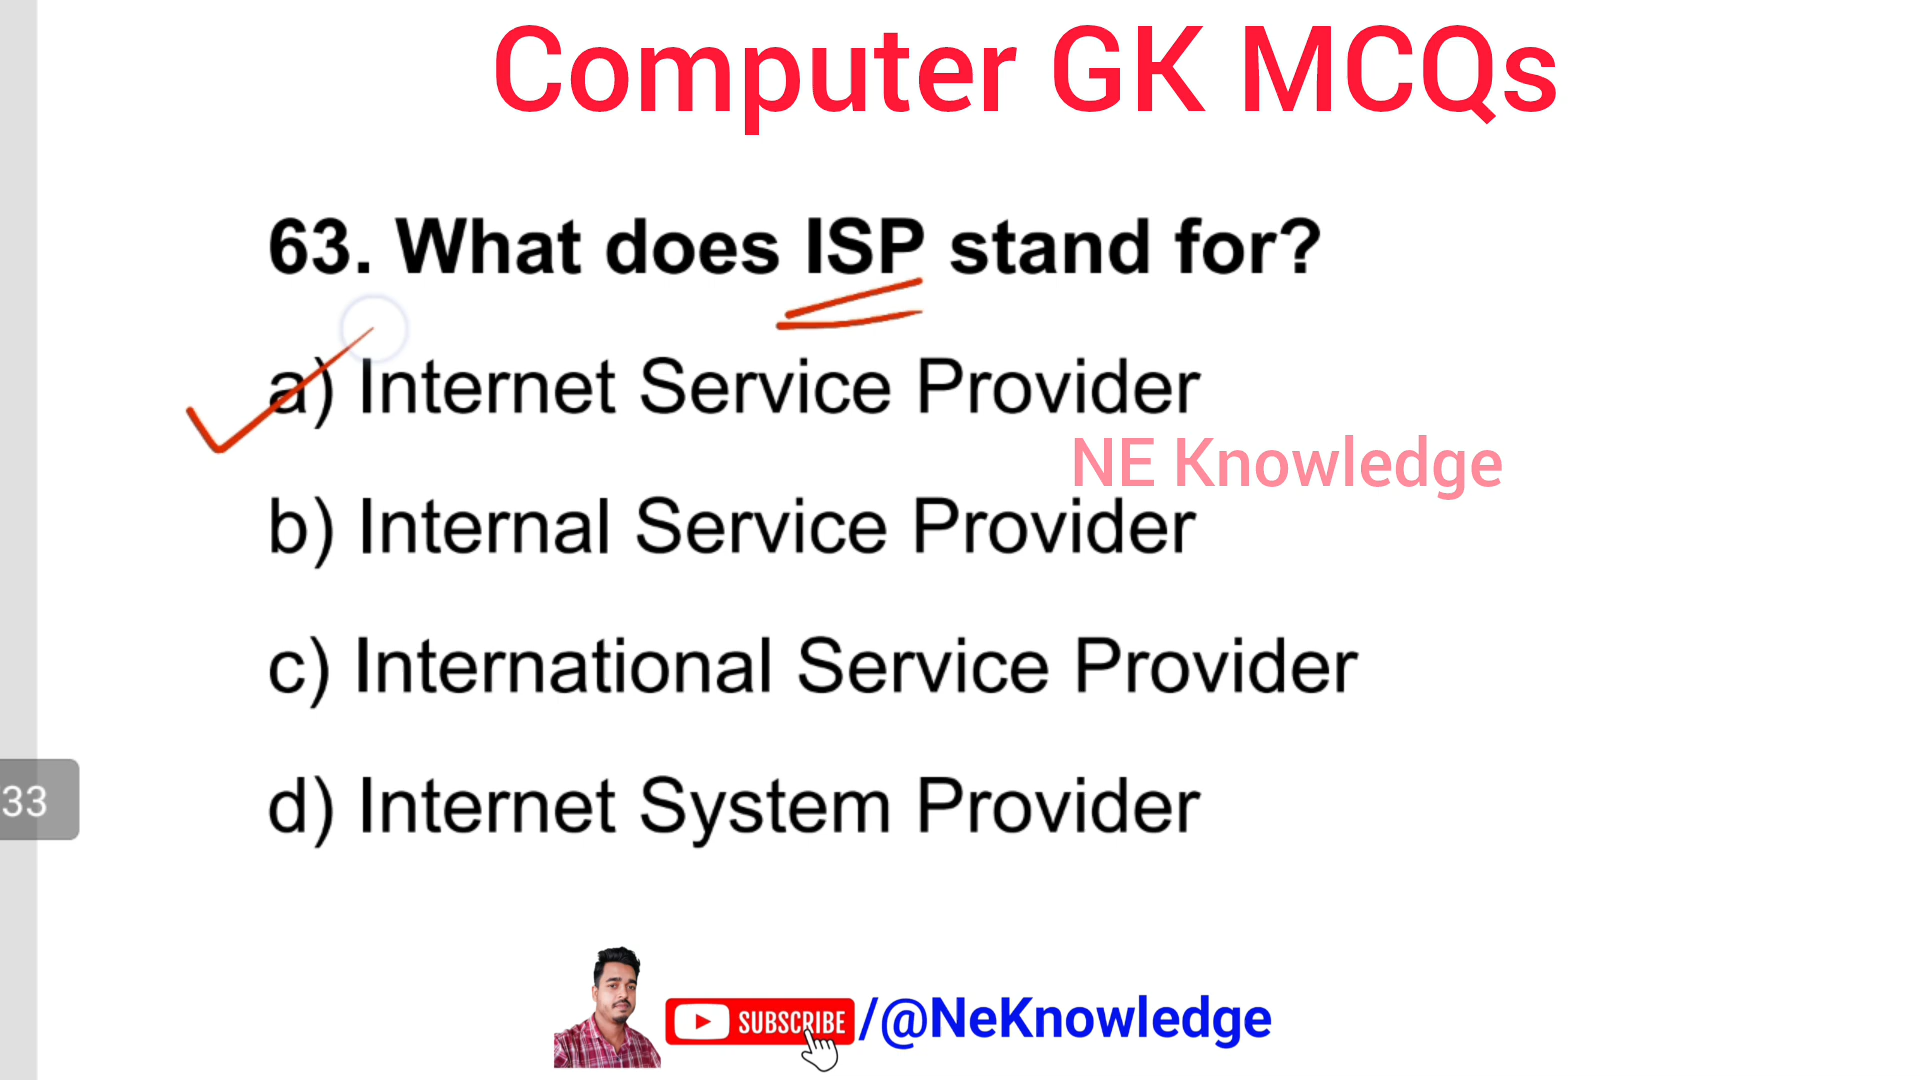 Computer GK MCQs
63. What does ISP stand for?
a) Internet Service Provider
NE Knowledge
b) Internal Service Provider
c) International Service Provider
d) Internet System Provider
33
SUBSCRIBE /@NeKnowledge